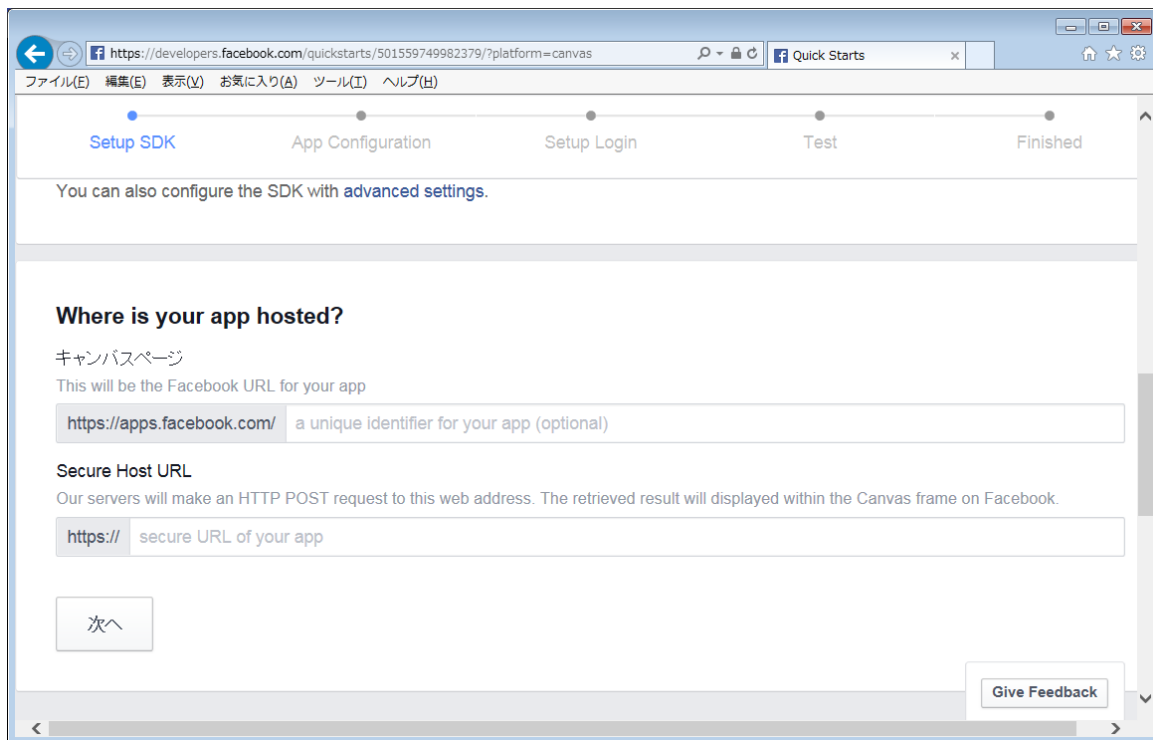 https://developers.facebook.com/quickstarts/501559749982379/?platform=canvas
Quick Starts
ファイル(F) 編集(E) 表示(V) お気に入り(A) ツール(T) ヘルプ(H)
Setup SDK App Configuration Setup Login Test Finished
You can also configure the SDK with advanced settings.
Where is your app hosted?
キャンバスページ
This will be the Facebook URL for your app
https://apps.facebook.com/ a unique identifier for your app (optional)
Secure Host URL
Our servers will make an HTTP POST request to this web address. The retrieved result will displayed within the Canvas frame on Facebook.
https:// secure URL of your app
次へ
Give Feedback